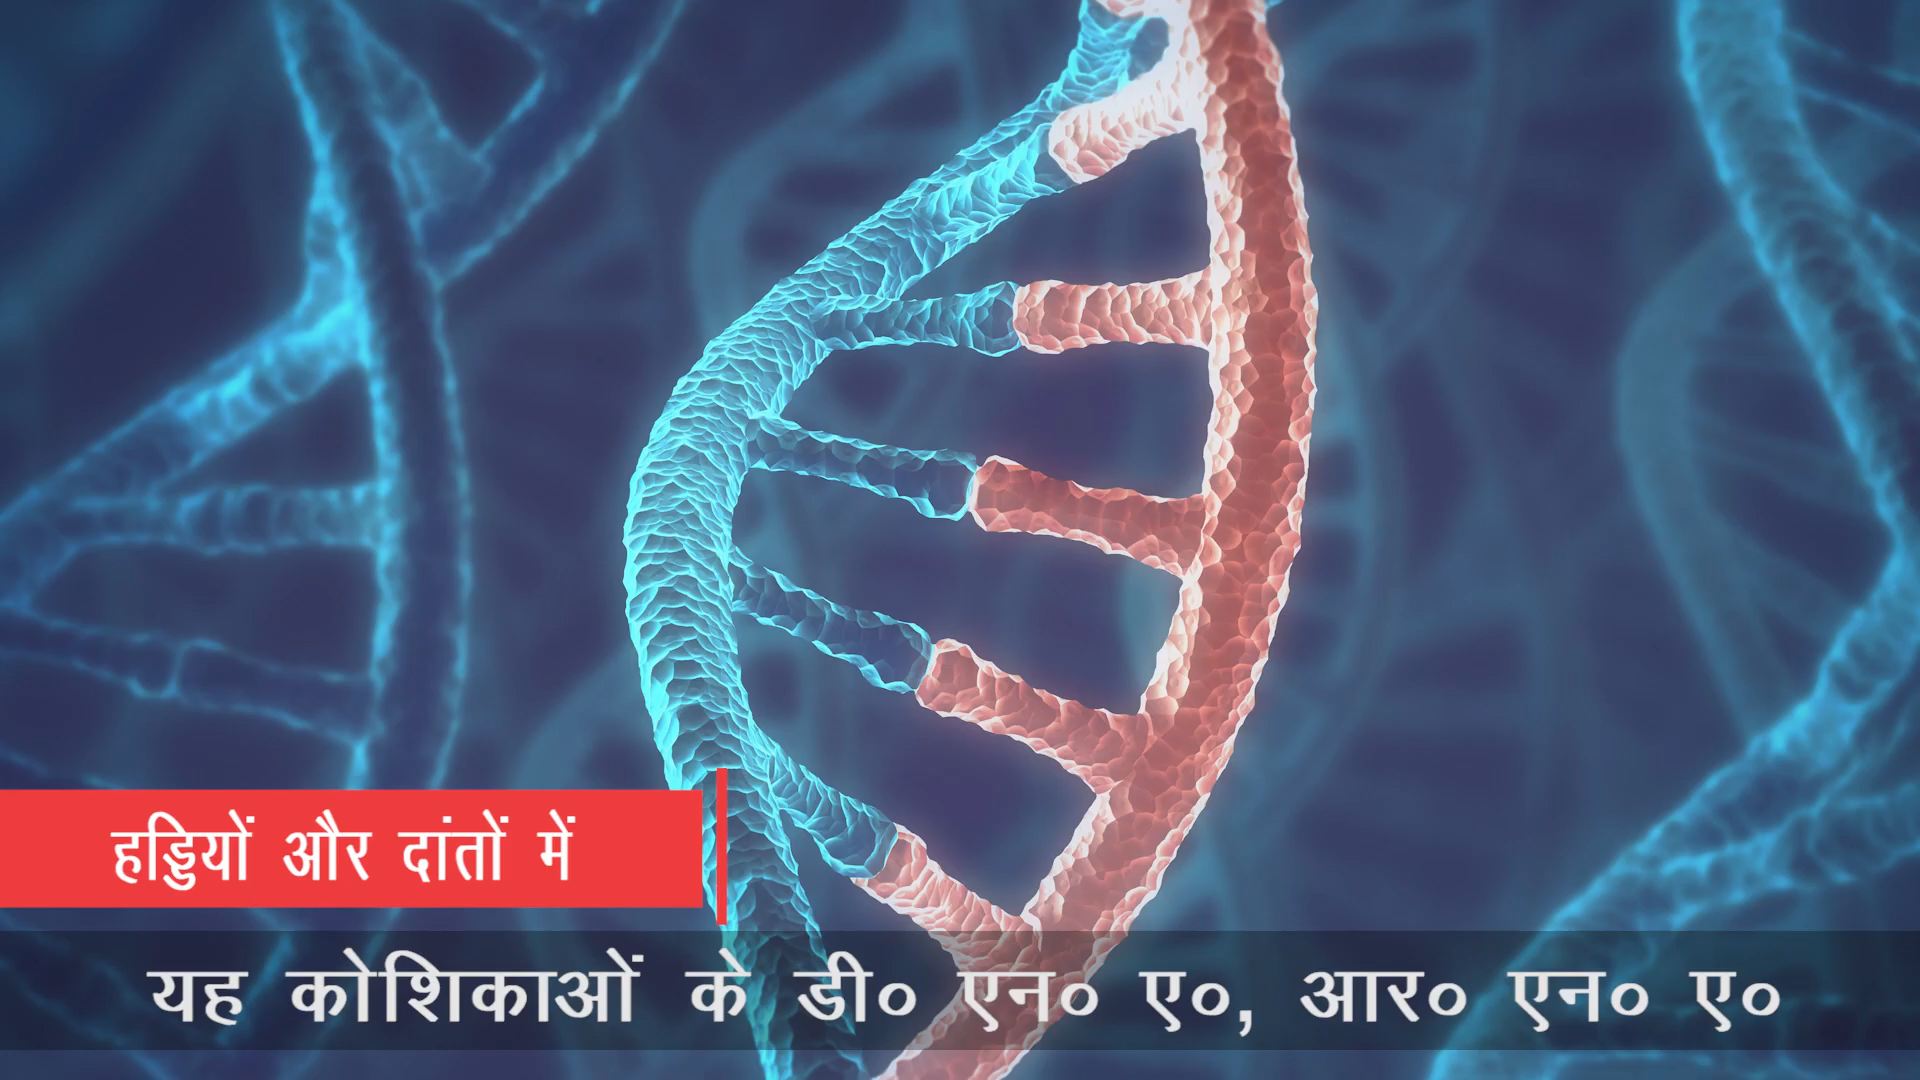 हड्डियों और दांतों में
यह कोशिकाओं के डी० एन० ए०, आर० एन० ए०